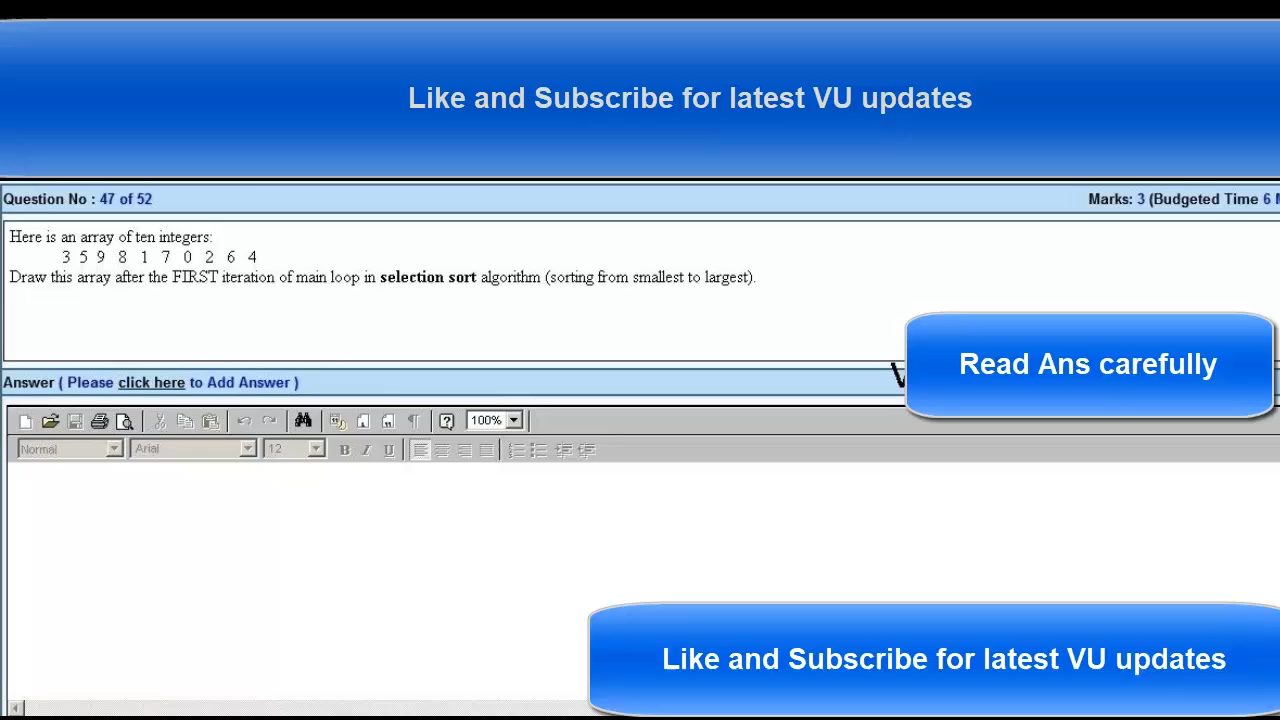 Like and Subscribe for latest VU updates
Question No : 47 of 52 Marks: 3 (Budgeted Time 6
Here is an array of ten integers:
3 5 9 8 1 7 0 2 6 4
Draw this array after the FIRST iteration of main loop in selection sort algorithm (sorting from smallest to largest).
Read Ans carefully
Answer ( Please click here to Add Answer )
100%
Normal Arial 12 B I U
Like and Subscribe for latest VU updates